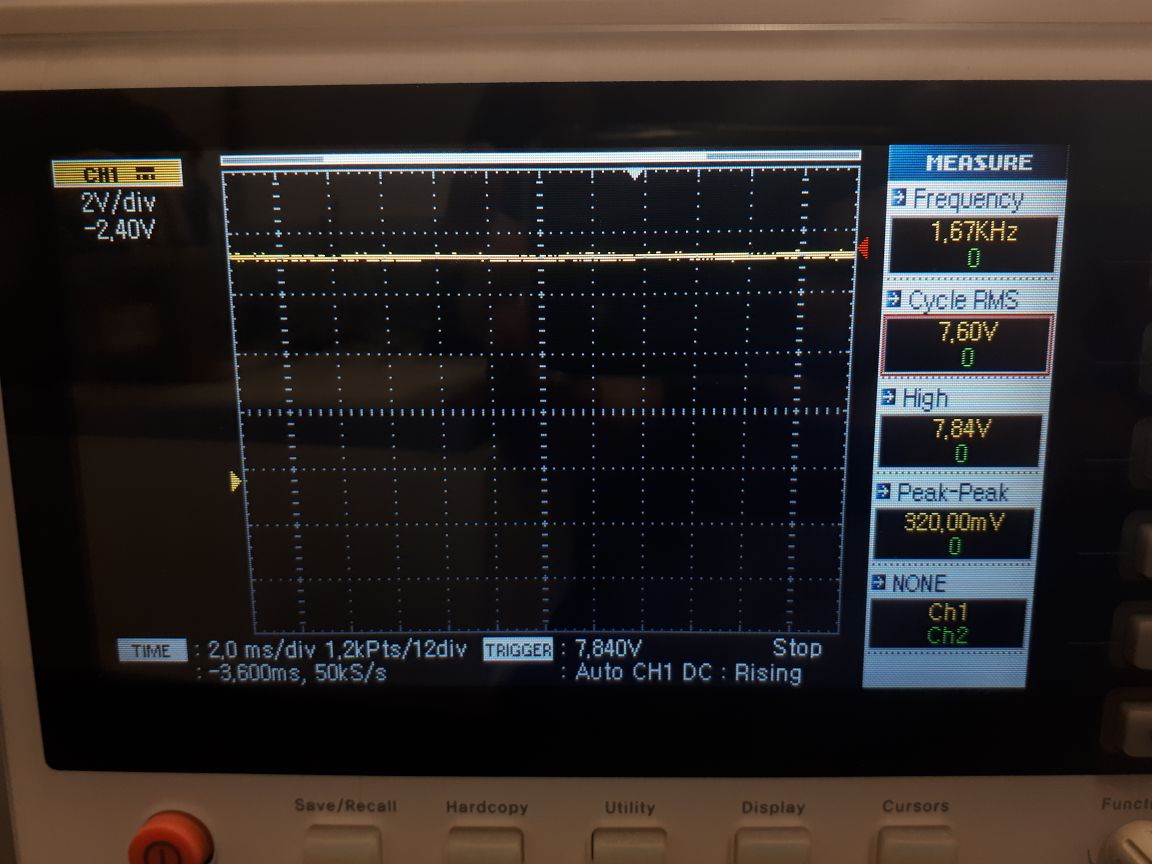 CH1
2V/div
-2,40V
MEASURE
Frequency
1,67KHz
0
Cycle RMS
7,60V
0
High
7,84V
0
Peak-Peak
320,00mV
0
NONE
Ch1
Ch2
TIME : 2,0 ms/div 1,2kPts/12div TRIGGER : 7,840V Stop
: -3,600ms, 50kS/s : Auto CH1 DC : Rising
Save/Recall Hardcopy Utility Display Cursors Functi